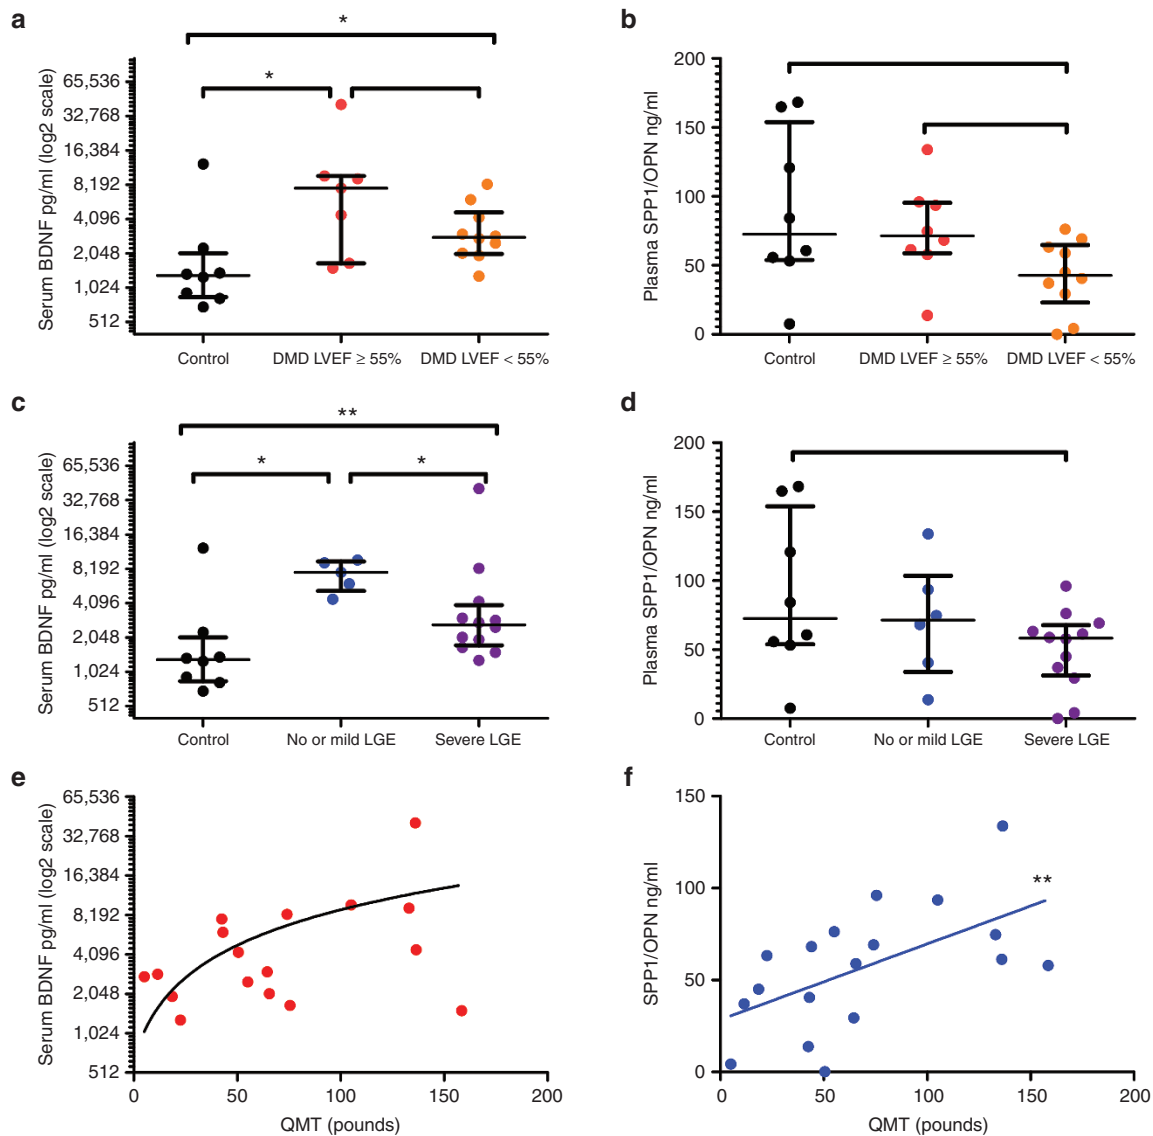 a
*
*
Serum BDNF pg/ml (log2 scale)
65,536
32,768
16,384
8,192
4,096
2,048
1,024
512
Control
DMD LVEF ≥ 55%
DMD LVEF < 55%
b
Plasma SPP1/OPN ng/ml
200
150
100
50
0
Control
DMD LVEF ≥ 55%
DMD LVEF < 55%
c
**
*
*
Serum BDNF pg/ml (log2 scale)
65,536
32,768
16,384
8,192
4,096
2,048
1,024
512
Control
No or mild LGE
Severe LGE
d
Plasma SPP1/OPN ng/ml
200
150
100
50
0
Control
No or mild LGE
Severe LGE
e
Serum BDNF pg/ml (log2 scale)
65,536
32,768
16,384
8,192
4,096
2,048
1,024
512
0
50
100
150
200
QMT (pounds)
f
SPP1/OPN ng/ml
150
100
50
0
**
0
50
100
150
200
QMT (pounds)